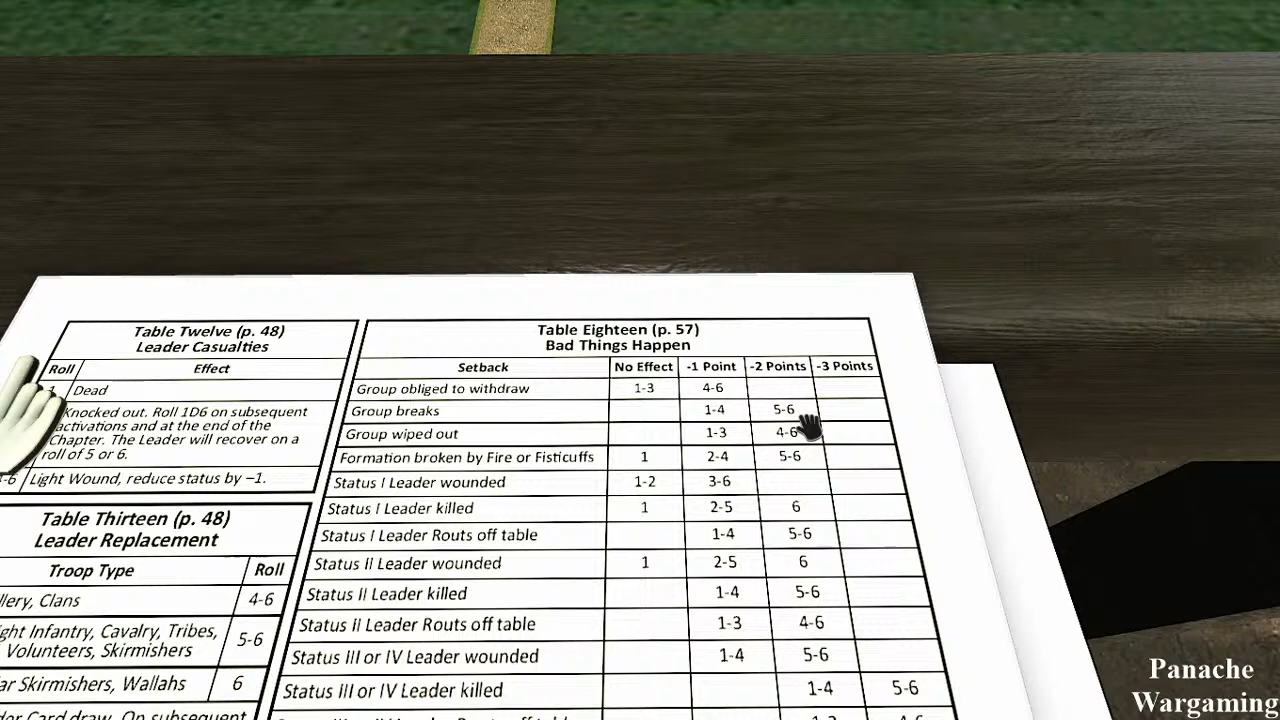 Table Twelve (p. 48)
Leader Casualties
Roll Effect
1 Dead
Knocked out. Roll 1D6 on subsequent
activations and at the end of the
Chapter. The Leader will recover on a
roll of 5 or 6.
-6 Light Wound, reduce status by –1.
Table Thirteen (p. 48)
Leader Replacement
Troop Type Roll
llery, Clans 4-6
ght Infantry, Cavalry, Tribes,
Volunteers, Skirmishers 5-6
ar Skirmishers, Wallahs 6
Card draw. On subsequent
Table Eighteen (p. 57)
Bad Things Happen
Setback No Effect -1 Point -2 Points -3 Points
Group obliged to withdraw 1-3 4-6
Group breaks 1-4 5-6
Group wiped out 1-3 4-6
Formation broken by Fire or Fisticuffs 1 2-4 5-6
Status I Leader wounded 1-2 3-6
Status I Leader killed 1 2-5 6
Status I Leader Routs off table 1-4 5-6
Status II Leader wounded 1 2-5 6
Status II Leader killed 1-4 5-6
Status II Leader Routs off table 1-3 4-6
Status III or IV Leader wounded 1-4 5-6
Status III or IV Leader killed 1-4 5-6
Panache
Wargaming